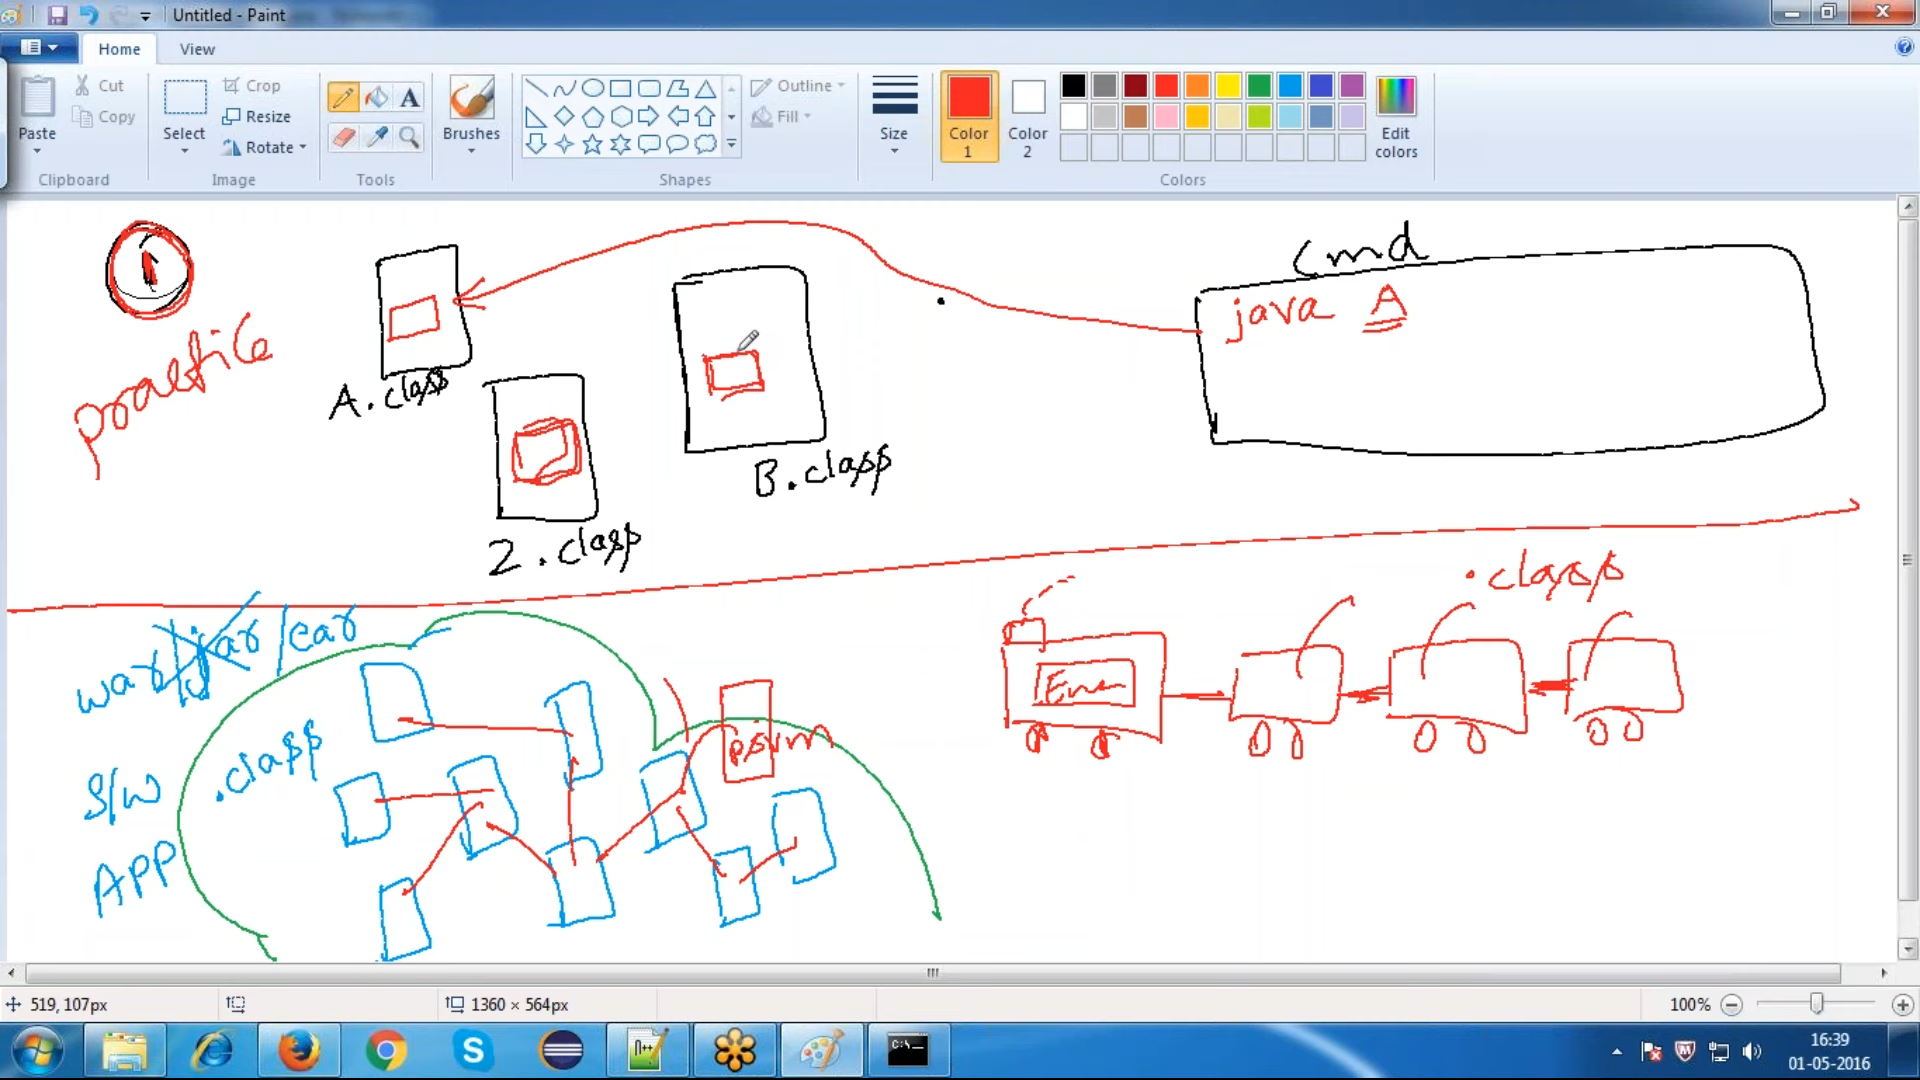 Untitled - Paint
Home
View
Paste
Cut
Copy
Clipboard
Select
Crop
Resize
Rotate
Image
Tools
Brushes
Shapes
Outline
Fill
Size
Color 1
Color 2
Edit colors
Colors
1
practice
A.class
Z.class
B.class
Cmd
java A
war/jar/ear
.class
S/W
APP
psvm
.class
519, 107px
1360 × 564px
100%
16:39
01-05-2016